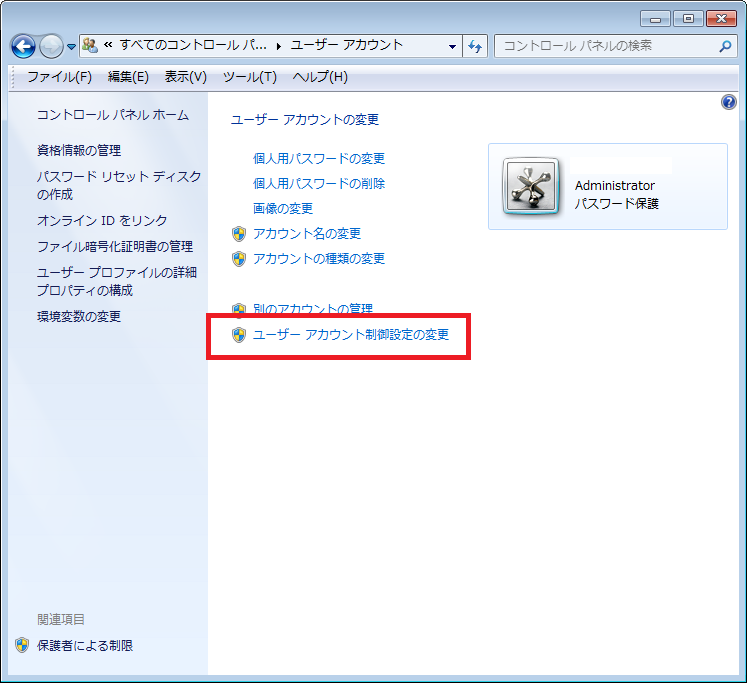 « すべてのコントロール パ... ▸ ユーザー アカウント
コントロール パネルの検索
ファイル(F) 編集(E) 表示(V) ツール(T) ヘルプ(H)
コントロール パネル ホーム
資格情報の管理
パスワード リセット ディスク
の作成
オンライン ID をリンク
ファイル暗号化証明書の管理
ユーザー プロファイルの詳細
プロパティの構成
環境変数の変更
関連項目
保護者による制限
ユーザー アカウントの変更
個人用パスワードの変更
個人用パスワードの削除
画像の変更
アカウント名の変更
アカウントの種類の変更
別のアカウントの管理
ユーザー アカウント制御設定の変更
Administrator
パスワード保護